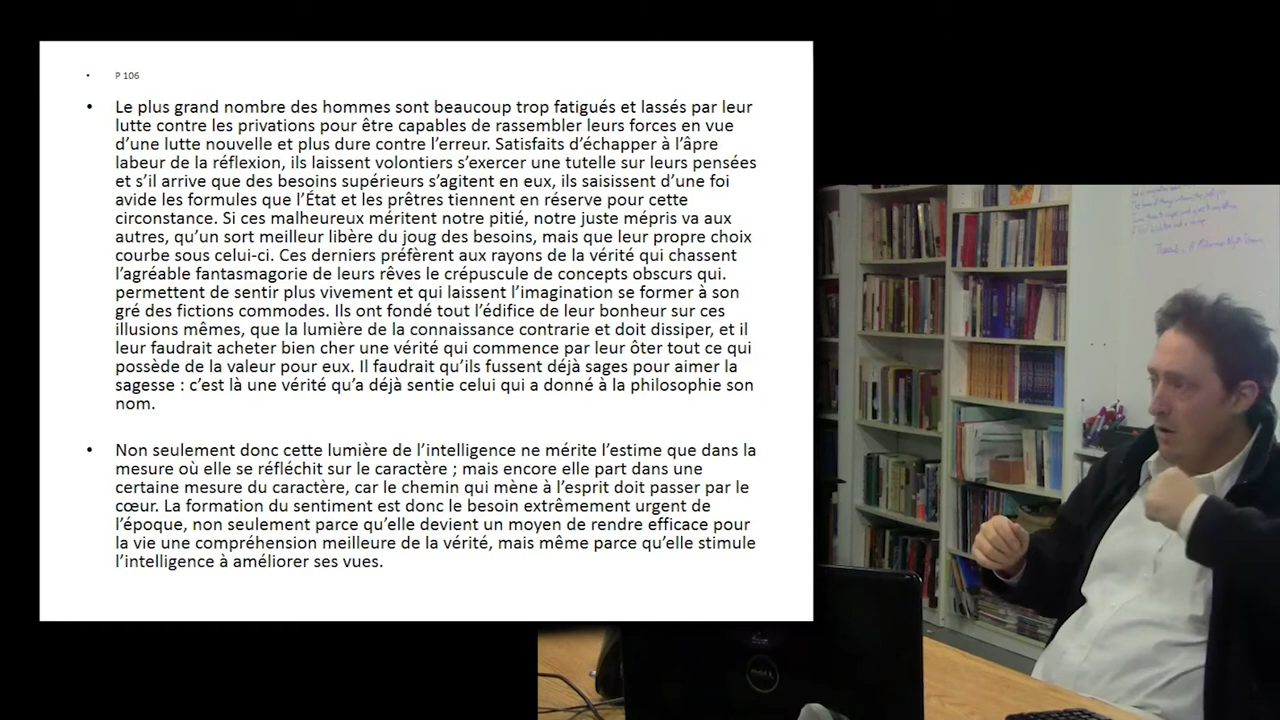 • P 106
• Le plus grand nombre des hommes sont beaucoup trop fatigués et lassés par leur
lutte contre les privations pour être capables de rassembler leurs forces en vue
d’une lutte nouvelle et plus dure contre l’erreur. Satisfaits d’échapper à l’âpre
labeur de la réflexion, ils laissent volontiers s’exercer une tutelle sur leurs pensées
et s’il arrive que des besoins supérieurs s’agitent en eux, ils saisissent d’une foi
avide les formules que l’État et les prêtres tiennent en réserve pour cette
circonstance. Si ces malheureux méritent notre pitié, notre juste mépris va aux
autres, qu’un sort meilleur libère du joug des besoins, mais que leur propre choix
courbe sous celui-ci. Ces derniers préfèrent aux rayons de la vérité qui chassent
l’agréable fantasmagorie de leurs rêves le crépuscule de concepts obscurs qui.
permettent de sentir plus vivement et qui laissent l’imagination se former à son
gré des fictions commodes. Ils ont fondé tout l’édifice de leur bonheur sur ces
illusions mêmes, que la lumière de la connaissance contrarie et doit dissiper, et il
leur faudrait acheter bien cher une vérité qui commence par leur ôter tout ce qui
possède de la valeur pour eux. Il faudrait qu’ils fussent déjà sages pour aimer la
sagesse : c’est là une vérité qu’a déjà sentie celui qui a donné à la philosophie son
nom.
• Non seulement donc cette lumière de l’intelligence ne mérite l’estime que dans la
mesure où elle se réfléchit sur le caractère ; mais encore elle part dans une
certaine mesure du caractère, car le chemin qui mène à l’esprit doit passer par le
cœur. La formation du sentiment est donc le besoin extrêmement urgent de
l’époque, non seulement parce qu’elle devient un moyen de rendre efficace pour
la vie une compréhension meilleure de la vérité, mais même parce qu’elle stimule
l’intelligence à améliorer ses vues.
DELL